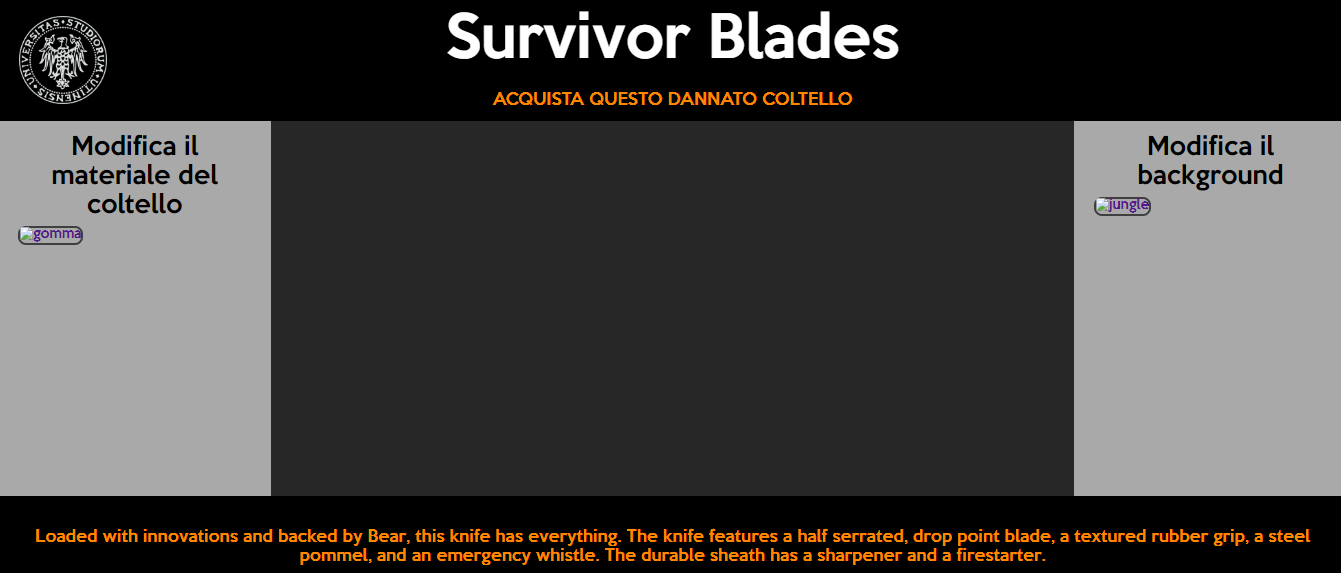 UNIVERSITAS • STUDIORUM • UTINENSIS •
Survivor Blades
ACQUISTA QUESTO DANNATO COLTELLO
Modifica il
materiale del
coltello
gomma
Modifica il
background
jungle
Loaded with innovations and backed by Bear, this knife has everything. The knife features a half serrated, drop point blade, a textured rubber grip, a steel
pommel, and an emergency whistle. The durable sheath has a sharpener and a firestarter.